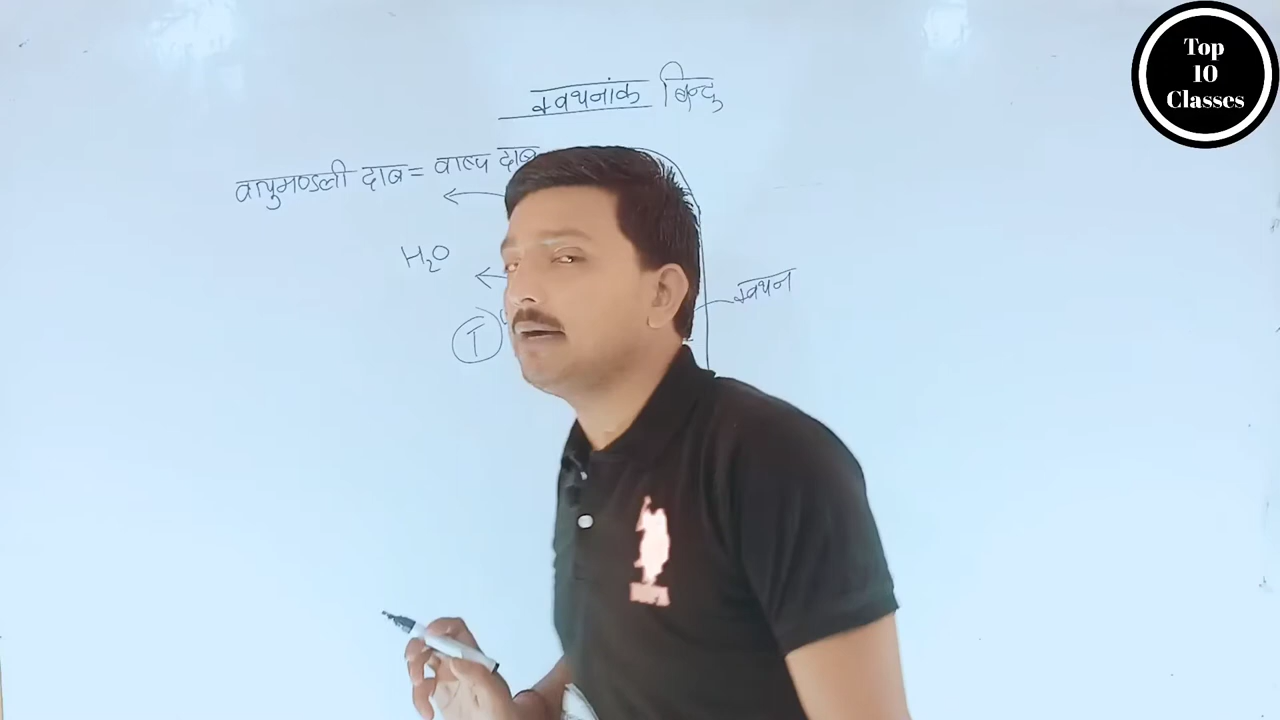 Top
10
Classes
क्वथनांक बिन्दु
वायुमण्डली दाब = वाष्प दाब
H₂O
क्वथन
T